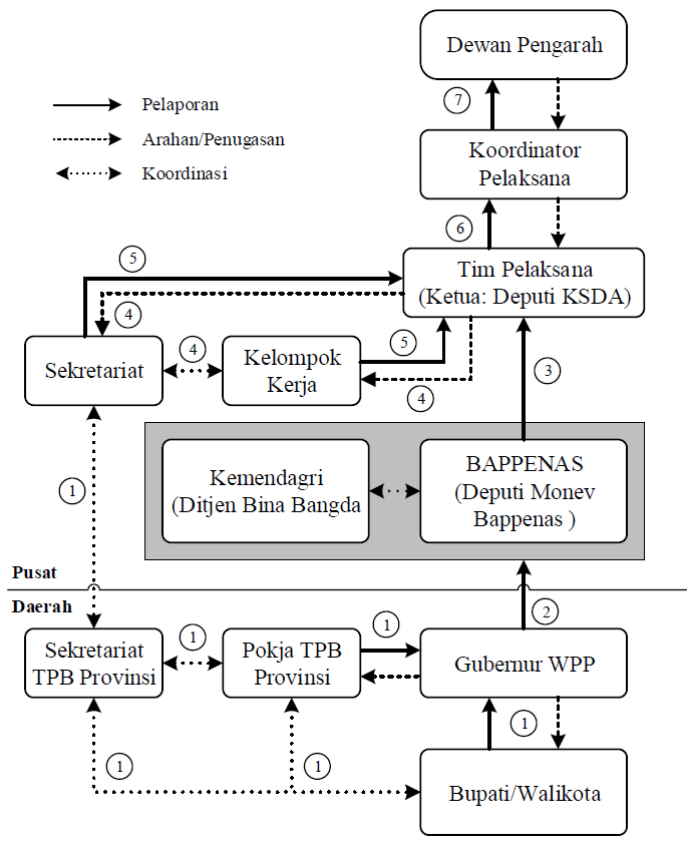 Dewan Pengarah
Pelaporan
Arahan/Penugasan
Koordinasi
7
Koordinator
Pelaksana
6
5
Tim Pelaksana
(Ketua: Deputi KSDA)
4
Sekretariat
4
Kelompok
Kerja
5
4
3
1
Kemendagri
(Ditjen Bina Bangda
BAPPENAS
(Deputi Monev
Bappenas )
Pusat
Daerah
2
Sekretariat
TPB Provinsi
1
Pokja TPB
Provinsi
1
Gubernur WPP
1
1
1
Bupati/Walikota